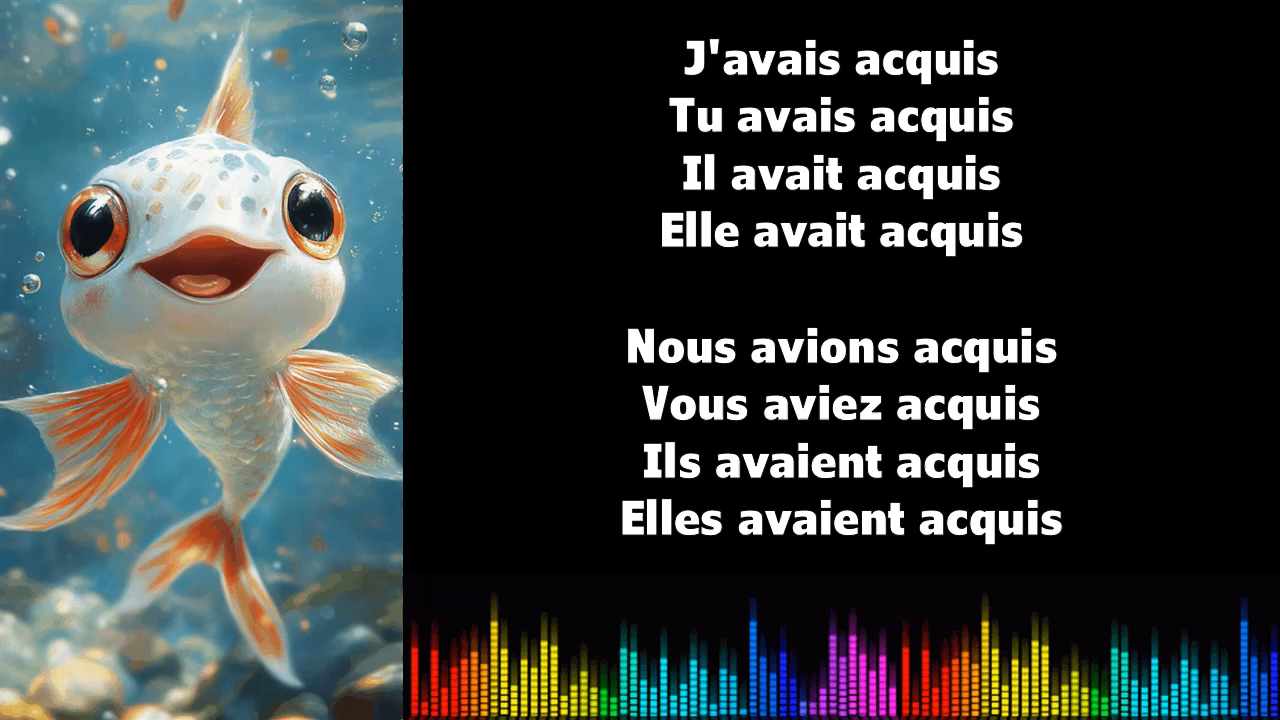 J'avais acquis
Tu avais acquis
Il avait acquis
Elle avait acquis
Nous avions acquis
Vous aviez acquis
Ils avaient acquis
Elles avaient acquis